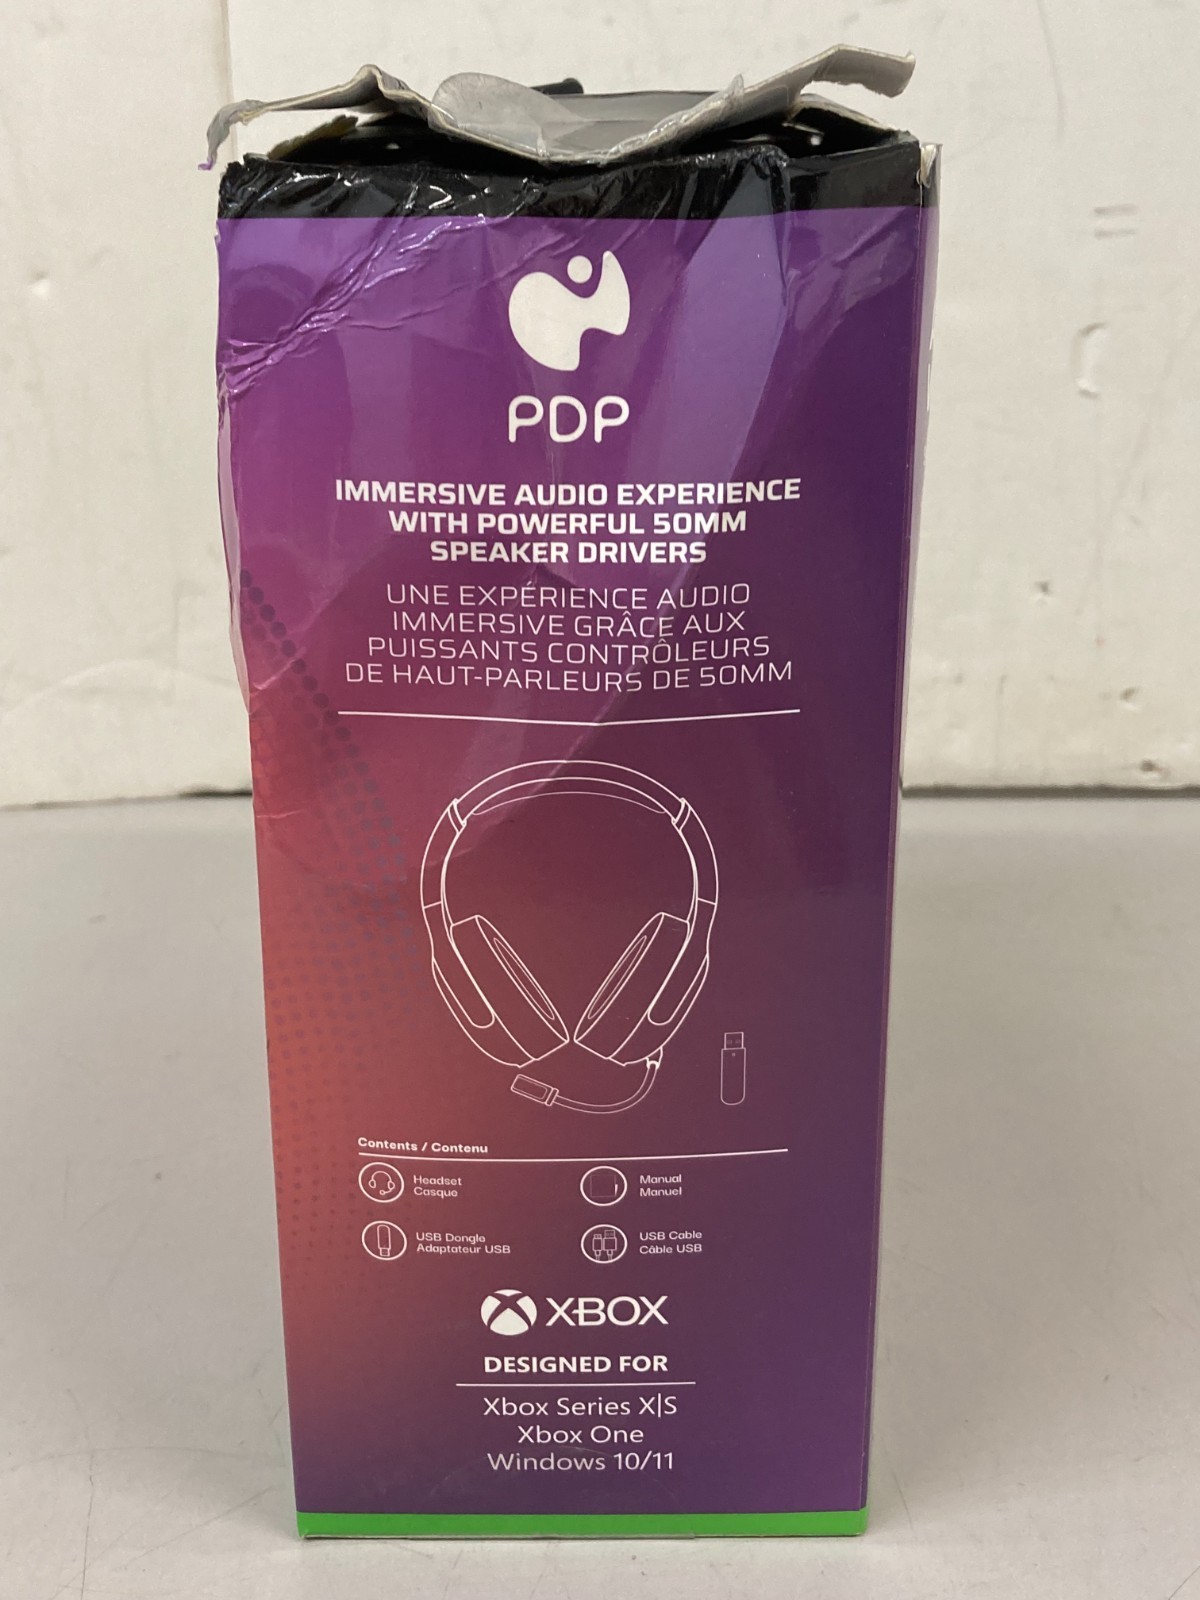 PDP
IMMERSIVE AUDIO EXPERIENCE
WITH POWERFUL 50MM
SPEAKER DRIVERS
UNE EXPÉRIENCE AUDIO
IMMERSIVE GRÂCE AUX
PUISSANTS CONTRÔLEURS
DE HAUT-PARLEURS DE 50MM
Contents / Contenu
Headset
Casque
Manual
Manuel
USB Dongle
Adaptateur USB
USB Cable
Câble USB
XBOX
DESIGNED FOR
Xbox Series X|S
Xbox One
Windows 10/11